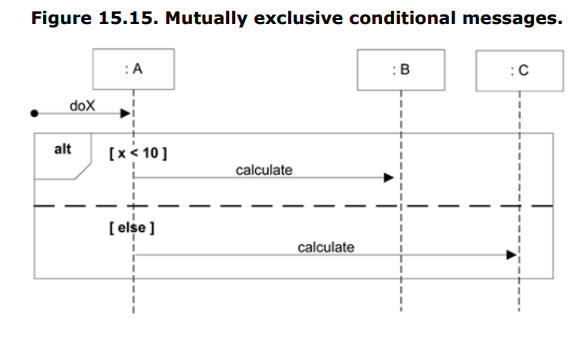 Figure 15.15. Mutually exclusive conditional messages.
: A
: B
: C
doX
alt
[ x < 10 ]
calculate
[ else ]
calculate